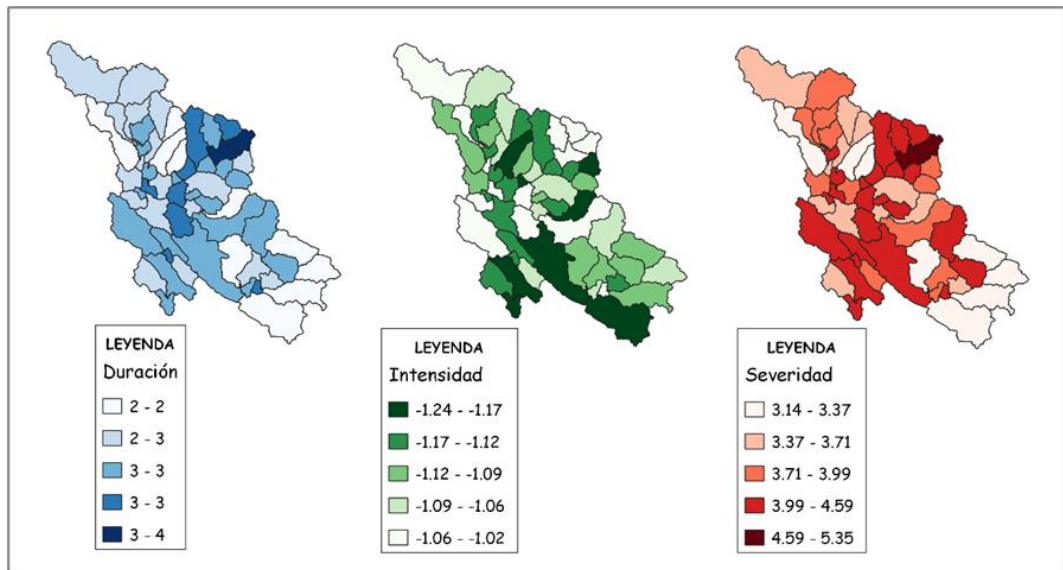 LEYENDA
Duración
2 - 2
2 - 3
3 - 3
3 - 3
3 - 4
LEYENDA
Intensidad
-1.24 - -1.17
-1.17 - -1.12
-1.12 - -1.09
-1.09 - -1.06
-1.06 - -1.02
LEYENDA
Severidad
3.14 - 3.37
3.37 - 3.71
3.71 - 3.99
3.99 - 4.59
4.59 - 5.35